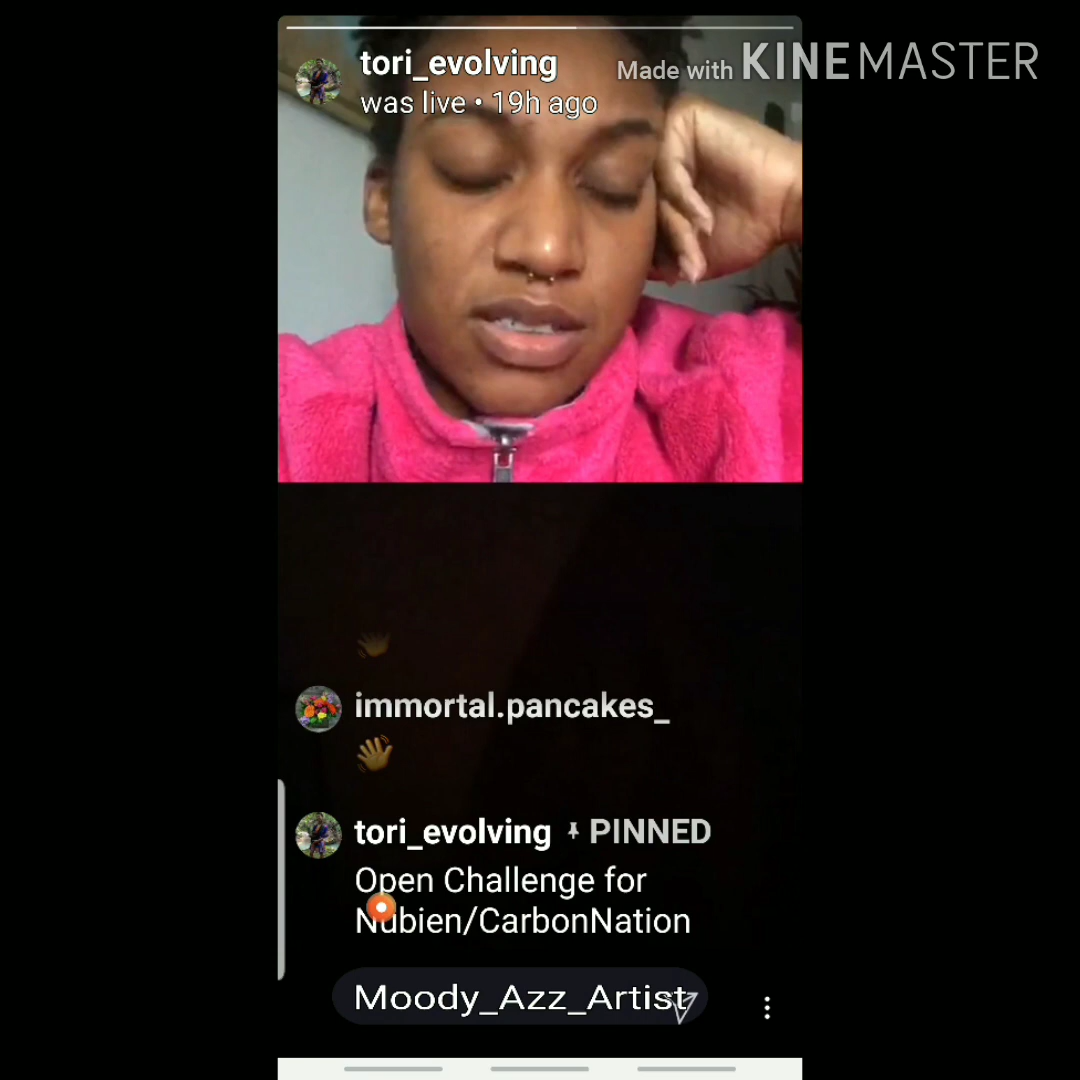 tori_evolving
was live • 19h ago
Made with KINEMASTER
immortal.pancakes_
👋
tori_evolving PINNED
Open Challenge for
Nubien/CarbonNation
Moody_Azz_Artist